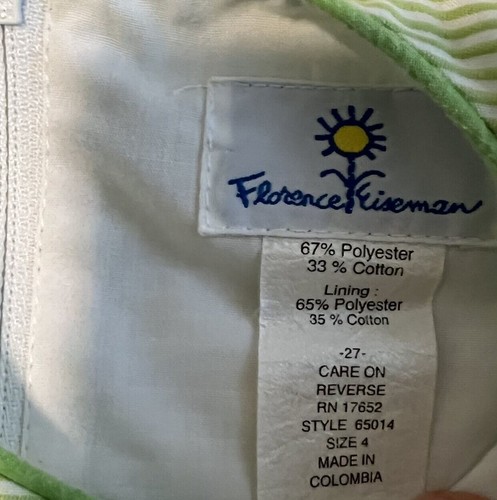 Florence Eiseman
67% Polyester
33 % Cotton
Lining :
65% Polyester
35 % Cotton
-27-
CARE ON
REVERSE
RN 17652
STYLE 65014
SIZE 4
MADE IN
COLOMBIA